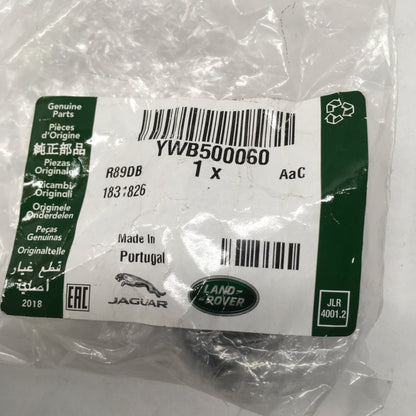 Genuine
Parts
Pièces
d'Origine
純正部品
Piezas
Originales
Ricambi
Originali
Originele
Onderdelen
Peças
Genuínas
Originalteile
قطع غيار
أصلية
2018
YWB500060
1 x
AaC
R89DB
1831826
Made In
Portugal
EAC
JAGUAR
LAND-
ROVER
JLR
4001.2